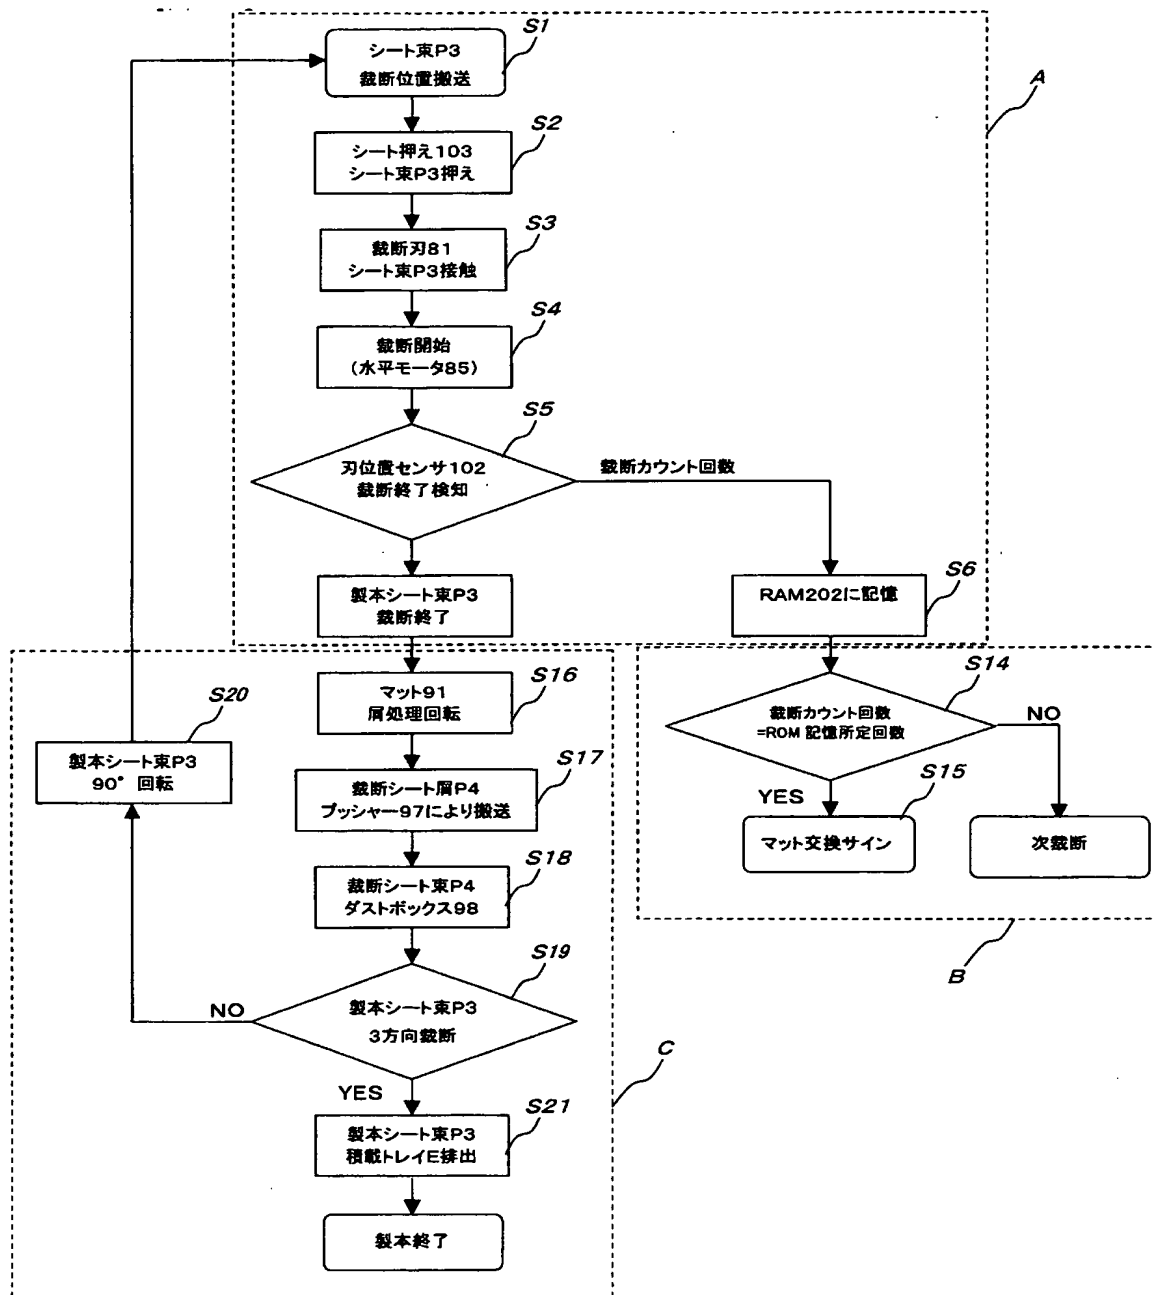 S1
シート束P3
裁断位置搬送
A
S2
シート押え103
シート束P3押え
S3
裁断刃81
シート束P3接触
S4
裁断開始
(水平モータ85)
S5
刃位置センサ102
裁断終了検知
裁断カウント回数
製本シート束P3
裁断終了
S6
RAM202に記憶
S14
裁断カウント回数
=ROM 記憶所定回数
NO
YES
S15
マット交換サイン
次裁断
B
S16
マット91
屑処理回転
S20
製本シート束P3
90° 回転
S17
裁断シート屑P4
プッシャー97により搬送
S18
裁断シート束P4
ダストボックス98
S19
製本シート束P3
3方向裁断
NO
YES
C
S21
製本シート束P3
積載トレイE排出
製本終了